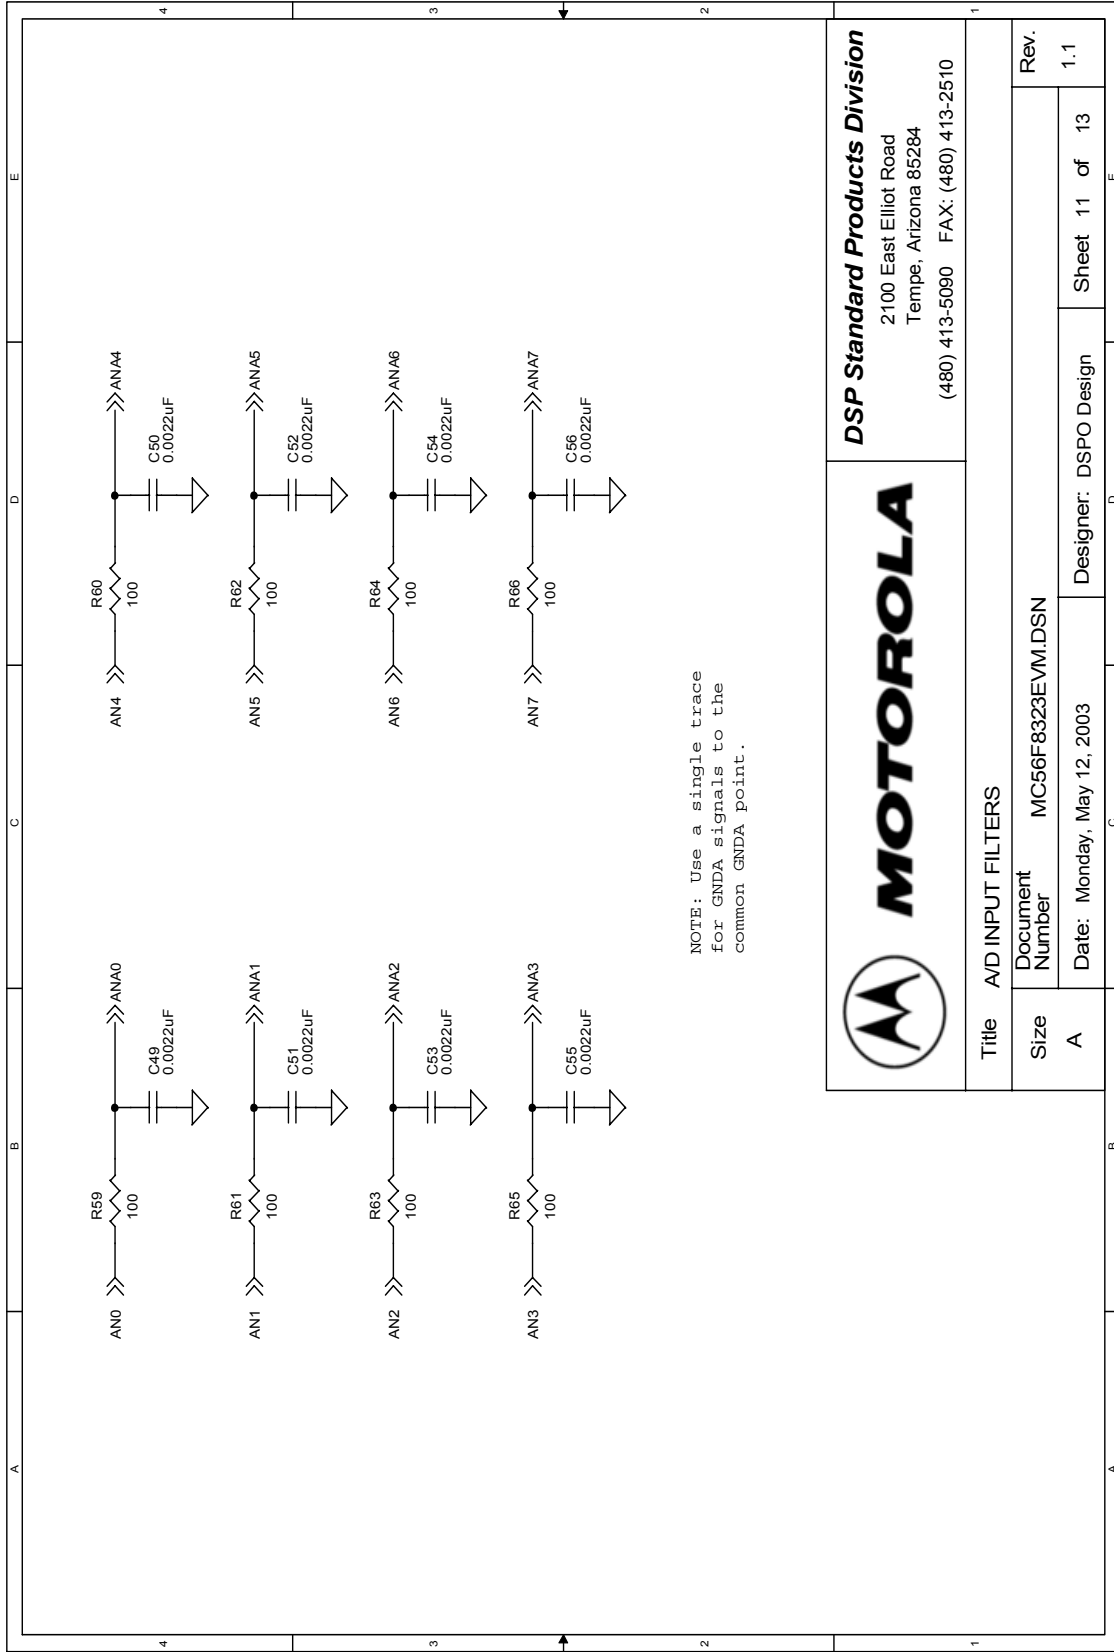 A
B
C
D
E
4
4
3
3
2
2
1
1
AN0
R59
100
C49
0.0022uF
ANA0
AN4
R60
100
C50
0.0022uF
ANA4
AN1
R61
100
C51
0.0022uF
ANA1
AN5
R62
100
C52
0.0022uF
ANA5
AN2
R63
100
C53
0.0022uF
ANA2
AN6
R64
100
C54
0.0022uF
ANA6
AN3
R65
100
C55
0.0022uF
ANA3
AN7
R66
100
C56
0.0022uF
ANA7
NOTE: Use a single trace
for GNDA signals to the
common GNDA point.
MOTOROLA
DSP Standard Products Division
2100 East Elliot Road
Tempe, Arizona 85284
(480) 413-5090 FAX: (480) 413-2510
Title A/D INPUT FILTERS
Size
A
Document
Number
MC56F8323EVM.DSN
Rev.
1.1
Date: Monday, May 12, 2003
Designer: DSPO Design
Sheet 11 of 13
A
B
C
D
E